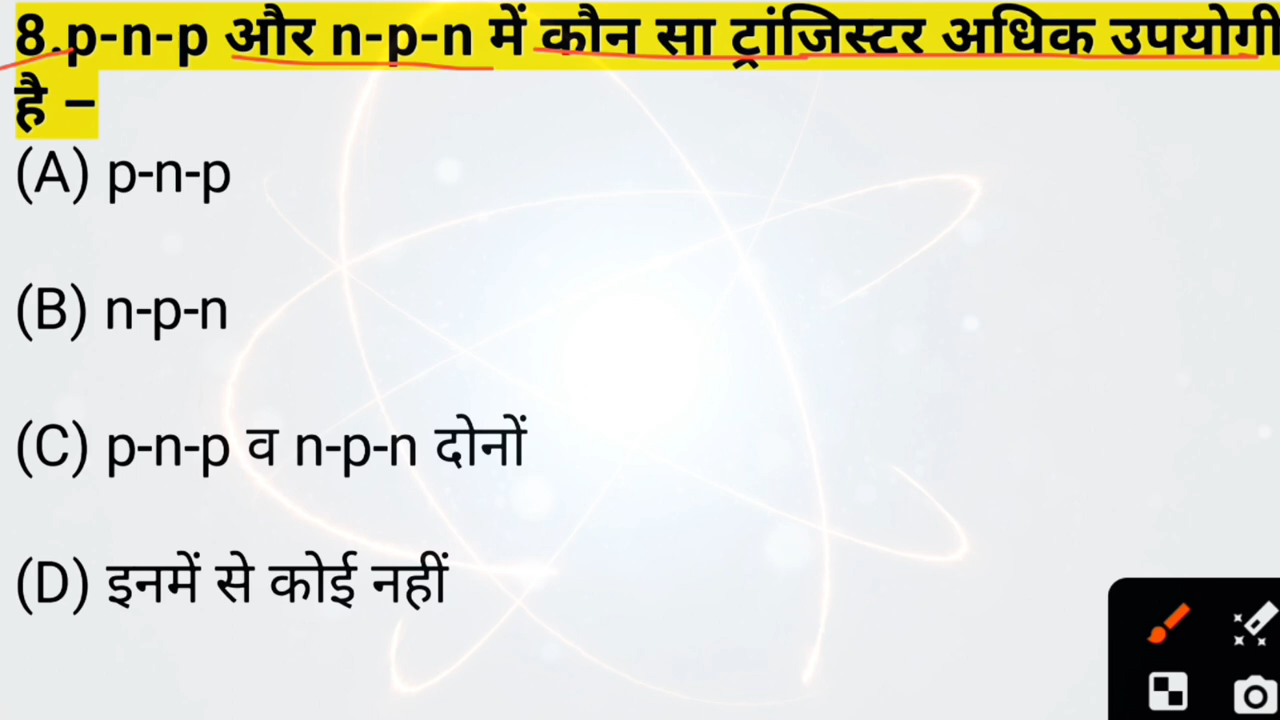 8.p-n-p और n-p-n में कौन सा ट्रांजिस्टर अधिक उपयोगी
है –
(A) p-n-p
(B) n-p-n
(C) p-n-p व n-p-n दोनों
(D) इनमें से कोई नहीं